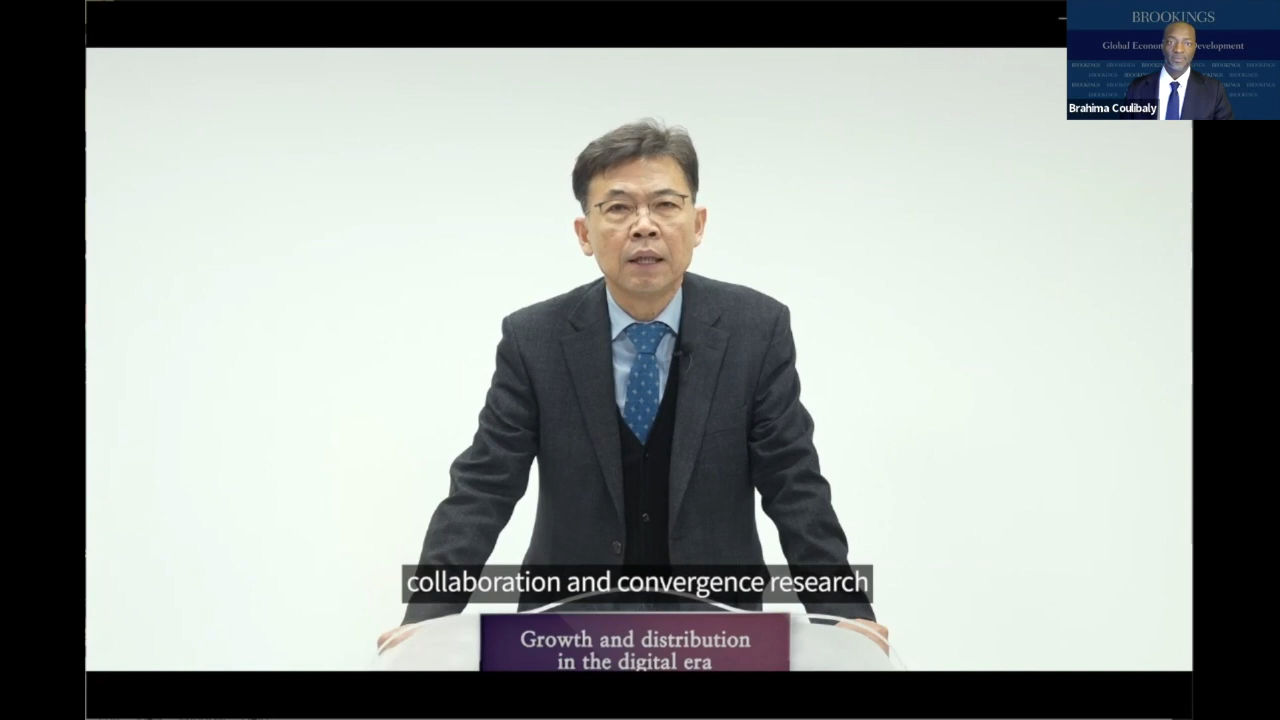 BROOKINGS
Global Econom Development
Brahima Coulibaly
collaboration and convergence research
Growth and distribution
in the digital era